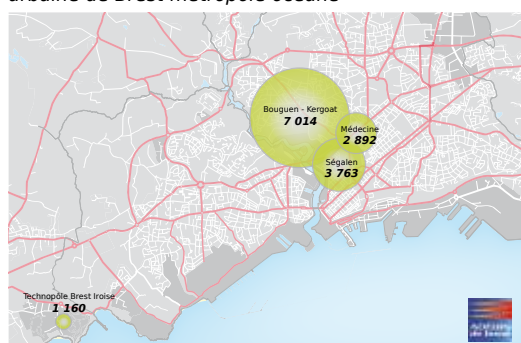 urbaine de Brest métropole océane
Bouguen - Kergoat
7 014
Médecine
2 892
Ségalen
3 763
Technopôle Brest Iroise
1 160